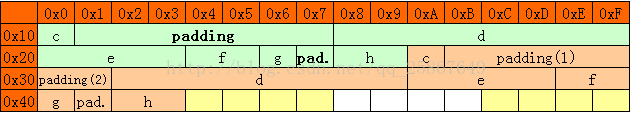 0x0 0x1 0x2 0x3 0x4 0x5 0x6 0x7 0x8 0x9 0xA 0xB 0xC 0xD 0xE 0xF
0x10 c padding d
0x20 e f g pad. h c padding(1)
0x30 padding(2) d e f
0x40 g pad. h